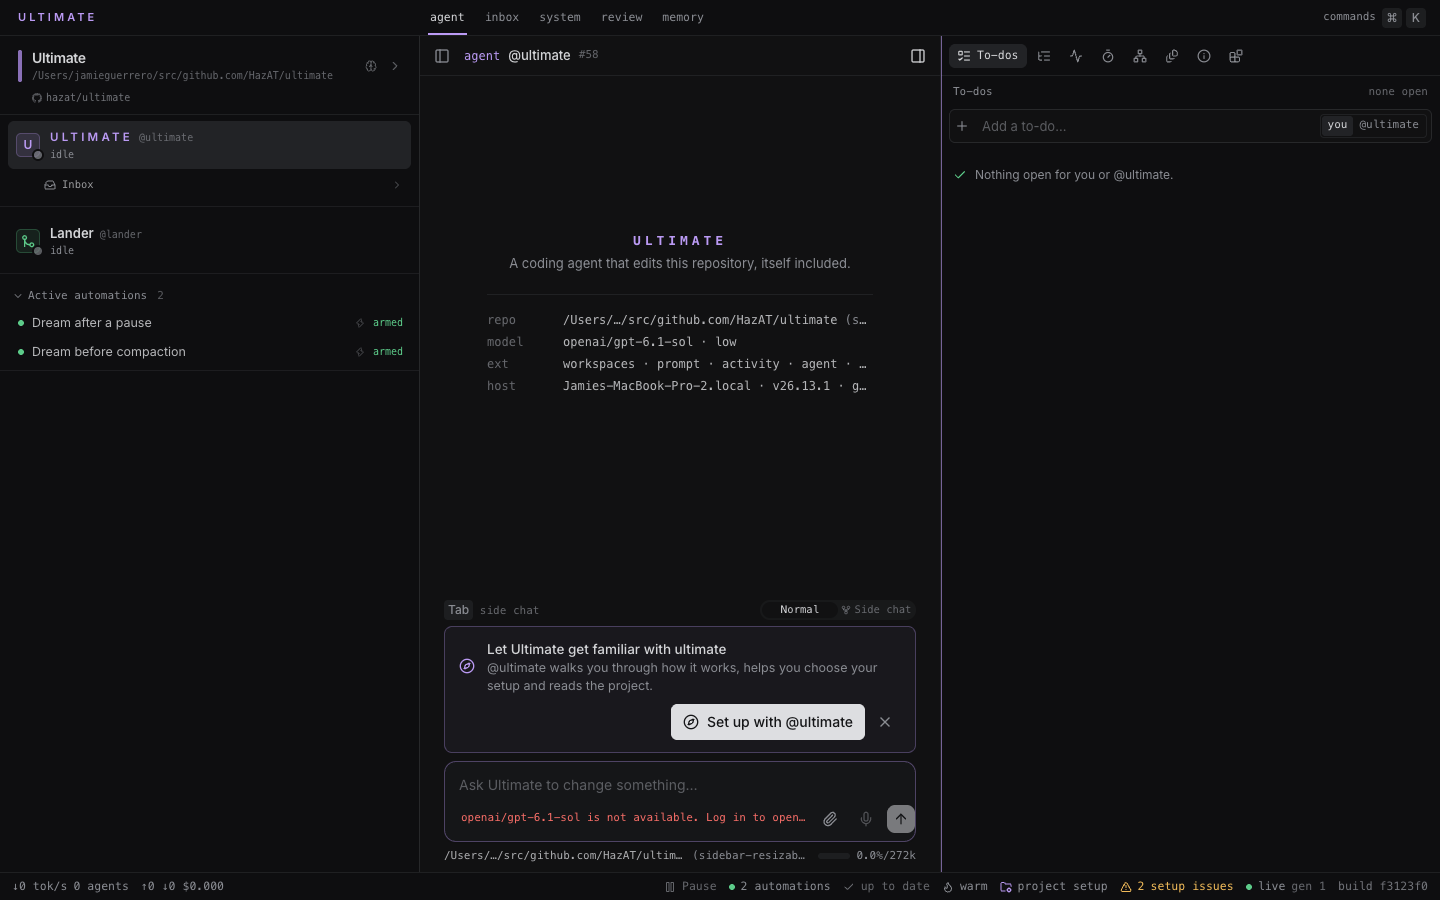 ULTIMATE
agent inbox system review memory
commands ⌘ K
Ultimate
/Users/jamieguerrero/src/github.com/HazAT/ultimate
hazat/ultimate
U ULTIMATE @ultimate
idle
Inbox
Lander @lander
idle
Active automations 2
Dream after a pause armed
Dream before compaction armed
agent @ultimate #58
ULTIMATE
A coding agent that edits this repository, itself included.
repo /Users/…/src/github.com/HazAT/ultimate (s…
model openai/gpt-6.1-sol · low
ext workspaces · prompt · activity · agent · …
host Jamies-MacBook-Pro-2.local · v26.13.1 · g…
Tab side chat
Normal Side chat
Let Ultimate get familiar with ultimate
@ultimate walks you through how it works, helps you choose your
setup and reads the project.
Set up with @ultimate
Ask Ultimate to change something...
openai/gpt-6.1-sol is not available. Log in to open…
/Users/…/src/github.com/HazAT/ultim… (sidebar-resizab… 0.0%/272k
To-dos
To-dos none open
Add a to-do... you @ultimate
Nothing open for you or @ultimate.
↓0 tok/s 0 agents ↑0 ↓0 $0.000
Pause 2 automations up to date warm project setup 2 setup issues live gen 1 build f3123f0